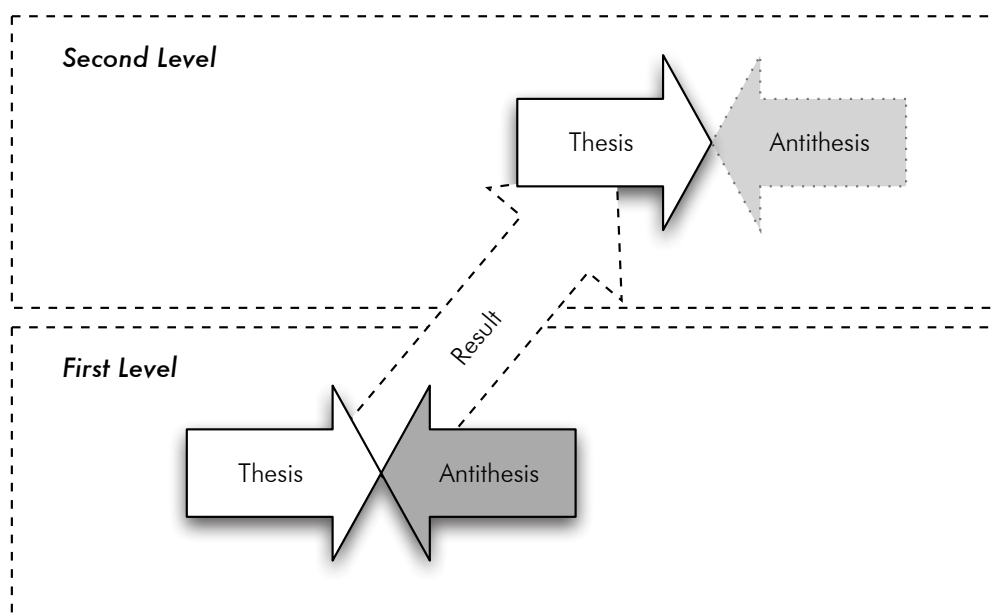 Second Level
Thesis
Antithesis
Result
First Level
Thesis
Antithesis